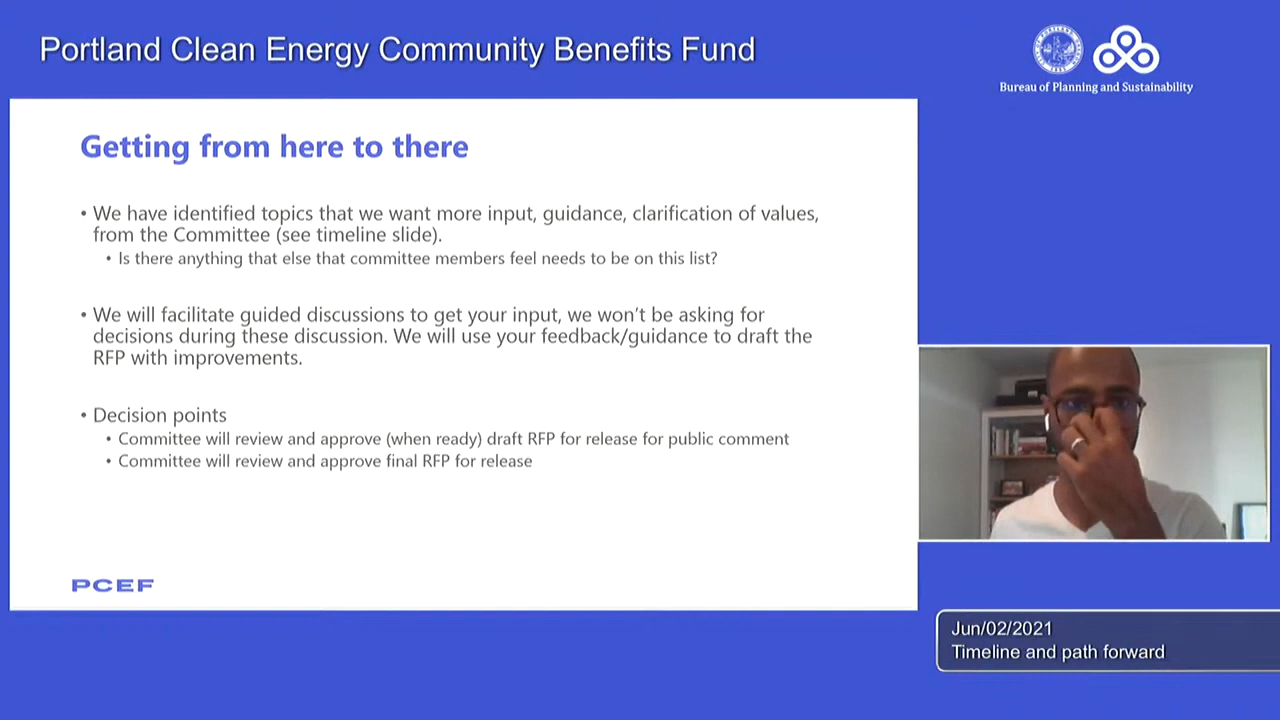 Portland Clean Energy Community Benefits Fund
Bureau of Planning and Sustainability
Getting from here to there
• We have identified topics that we want more input, guidance, clarification of values,
from the Committee (see timeline slide).
• Is there anything that else that committee members feel needs to be on this list?
• We will facilitate guided discussions to get your input, we won’t be asking for
decisions during these discussion. We will use your feedback/guidance to draft the
RFP with improvements.
• Decision points
• Committee will review and approve (when ready) draft RFP for release for public comment
• Committee will review and approve final RFP for release
PCEF
Jun/02/2021
Timeline and path forward